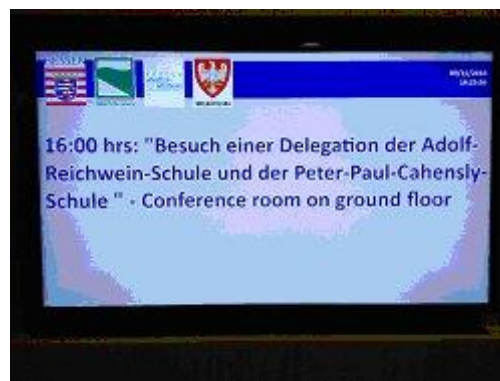 HESSEN
16:00 hrs: "Besuch einer Delegation der Adolf-
Reichwein-Schule und der Peter-Paul-Cahensly-
Schule " - Conference room on ground floor